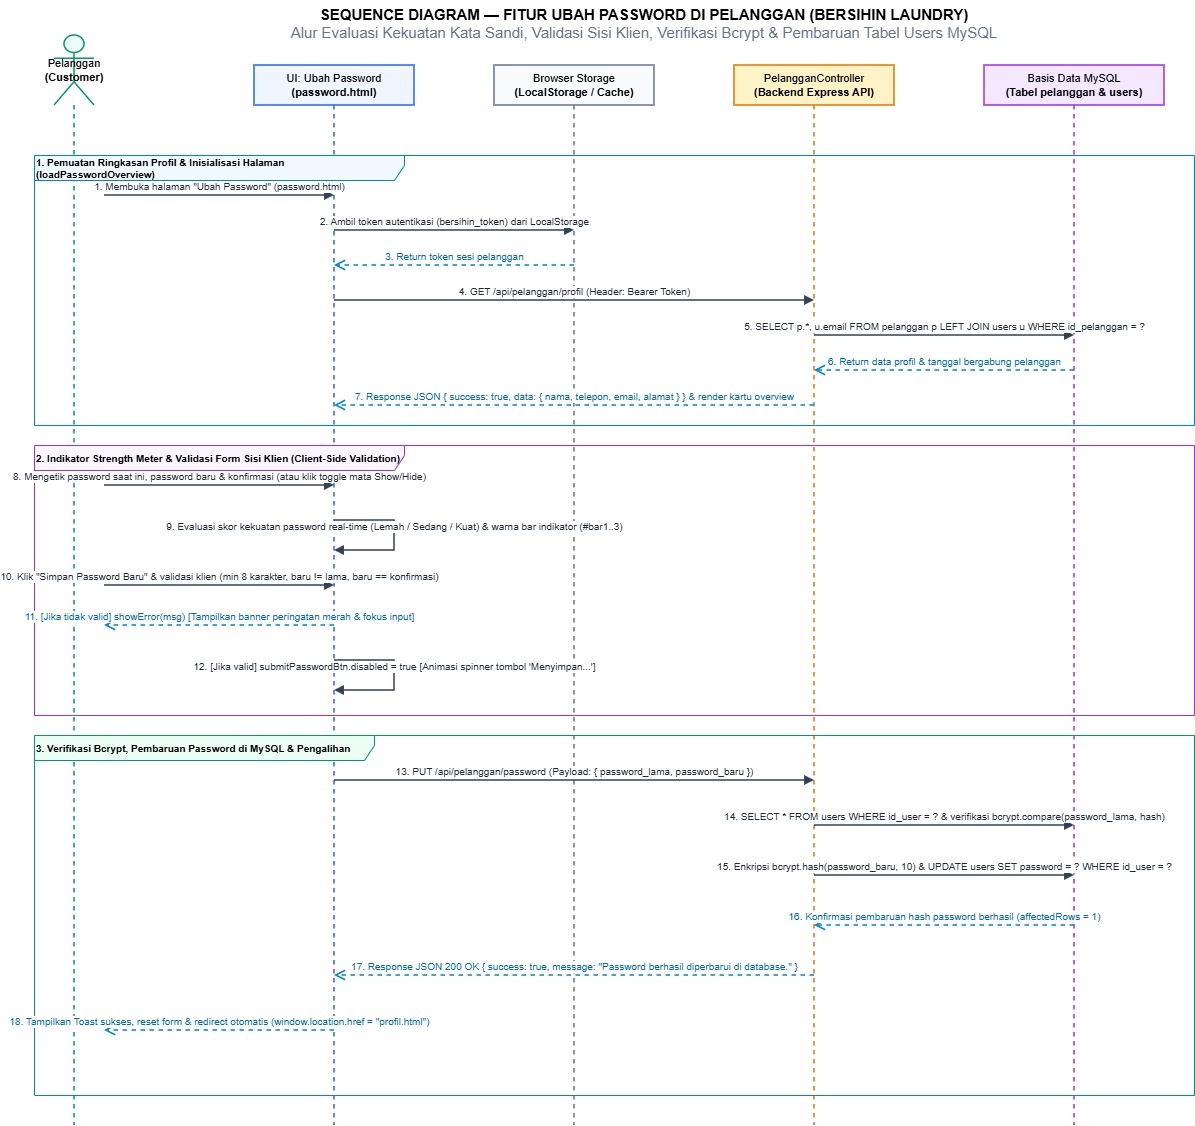 SEQUENCE DIAGRAM — FITUR UBAH PASSWORD DI PELANGGAN (BERSIHIN LAUNDRY)
Alur Evaluasi Kekuatan Kata Sandi, Validasi Sisi Klien, Verifikasi Bcrypt & Pembaruan Tabel Users MySQL
Pelanggan
(Customer)
UI: Ubah Password
(password.html)
Browser Storage
(LocalStorage / Cache)
PelangganController
(Backend Express API)
Basis Data MySQL
(Tabel pelanggan & users)
1. Pemuatan Ringkasan Profil & Inisialisasi Halaman
(loadPasswordOverview)
1. Membuka halaman "Ubah Password" (password.html)
2. Ambil token autentikasi (bersihin_token) dari LocalStorage
3. Return token sesi pelanggan
4. GET /api/pelanggan/profil (Header: Bearer Token)
5. SELECT p.*, u.email FROM pelanggan p LEFT JOIN users u WHERE id_pelanggan = ?
6. Return data profil & tanggal bergabung pelanggan
7. Response JSON { success: true, data: { nama, telepon, email, alamat } } & render kartu overview
2. Indikator Strength Meter & Validasi Form Sisi Klien (Client-Side Validation)
8. Mengetik password saat ini, password baru & konfirmasi (atau klik toggle mata Show/Hide)
9. Evaluasi skor kekuatan password real-time (Lemah / Sedang / Kuat) & warna bar indikator (#bar1..3)
10. Klik "Simpan Password Baru" & validasi klien (min 8 karakter, baru != lama, baru == konfirmasi)
11. [Jika tidak valid] showError(msg) [Tampilkan banner peringatan merah & fokus input]
12. [Jika valid] submitPasswordBtn.disabled = true [Animasi spinner tombol 'Menyimpan...']
3. Verifikasi Bcrypt, Pembaruan Password di MySQL & Pengalihan
13. PUT /api/pelanggan/password (Payload: { password_lama, password_baru })
14. SELECT * FROM users WHERE id_user = ? & verifikasi bcrypt.compare(password_lama, hash)
15. Enkripsi bcrypt.hash(password_baru, 10) & UPDATE users SET password = ? WHERE id_user = ?
16. Konfirmasi pembaruan hash password berhasil (affectedRows = 1)
17. Response JSON 200 OK { success: true, message: "Password berhasil diperbarui di database." }
18. Tampilkan Toast sukses, reset form & redirect otomatis (window.location.href = "profil.html")